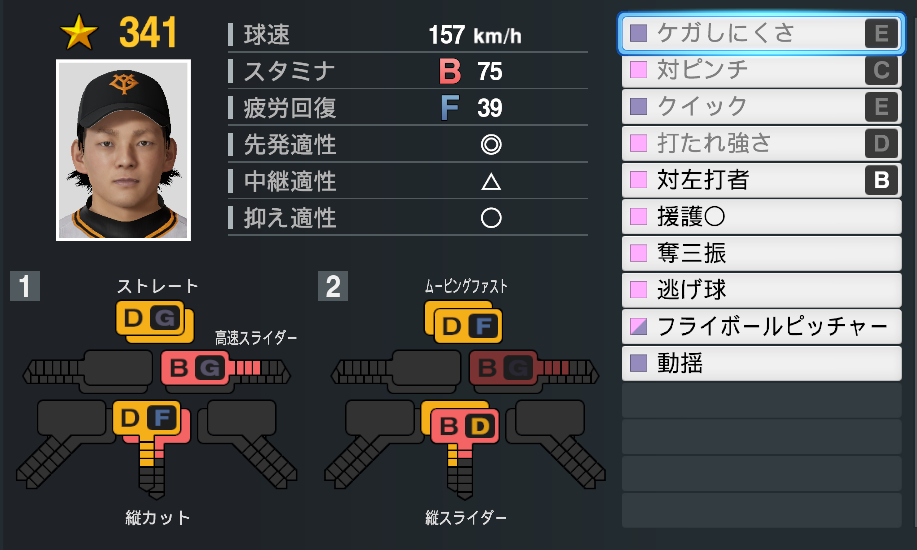 ★ 341
球速 157 km/h
スタミナ B 75
疲労回復 F 39
先発適性 ◎
中継適性 △
抑え適性 ○
ケガしにくさ E
対ピンチ C
クイック E
打たれ強さ D
対左打者 B
援護○
奪三振
逃げ球
フライボールピッチャー
動揺
1
ストレート
D G
高速スライダー
B G
D F
縦カット
2
ムービングファスト
D F
B G
B D
縦スライダー